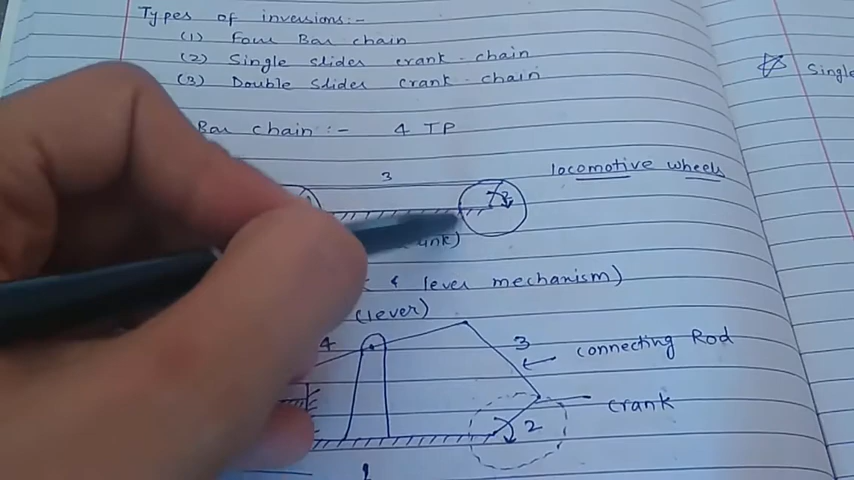 Types of inversions:-
(1) Four Bar chain
(2) Single slider crank-chain
(3) Double slider crank-chain
Single
Bar chain :- 4 TP
3
locomotive wheels
2
& lever mechanism)
(lever)
4
3
connecting Rod
crank
2
1